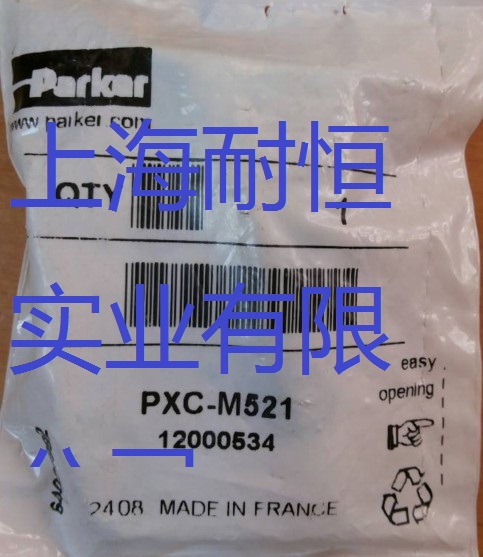 Parker
www.parker.com
上海耐恒
QTY 1
实业有限
easy
opening
PXC-M521
12000534
2408 MADE IN FRANCE